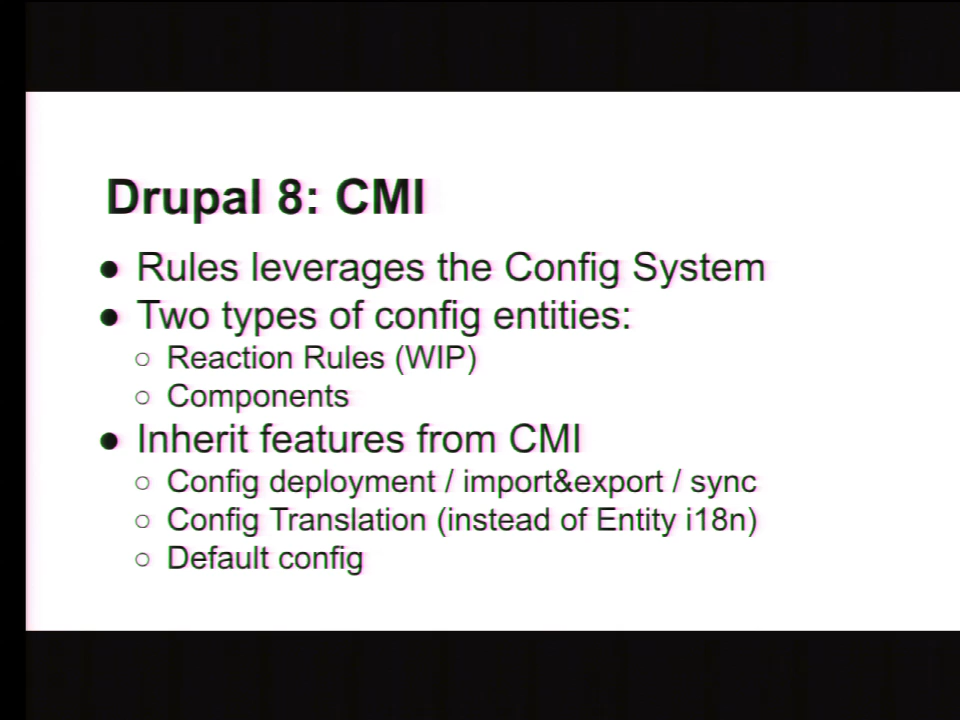 Drupal 8: CMI
● Rules leverages the Config System
● Two types of config entities:
○ Reaction Rules (WIP)
○ Components
● Inherit features from CMI
○ Config deployment / import&export / sync
○ Config Translation (instead of Entity i18n)
○ Default config